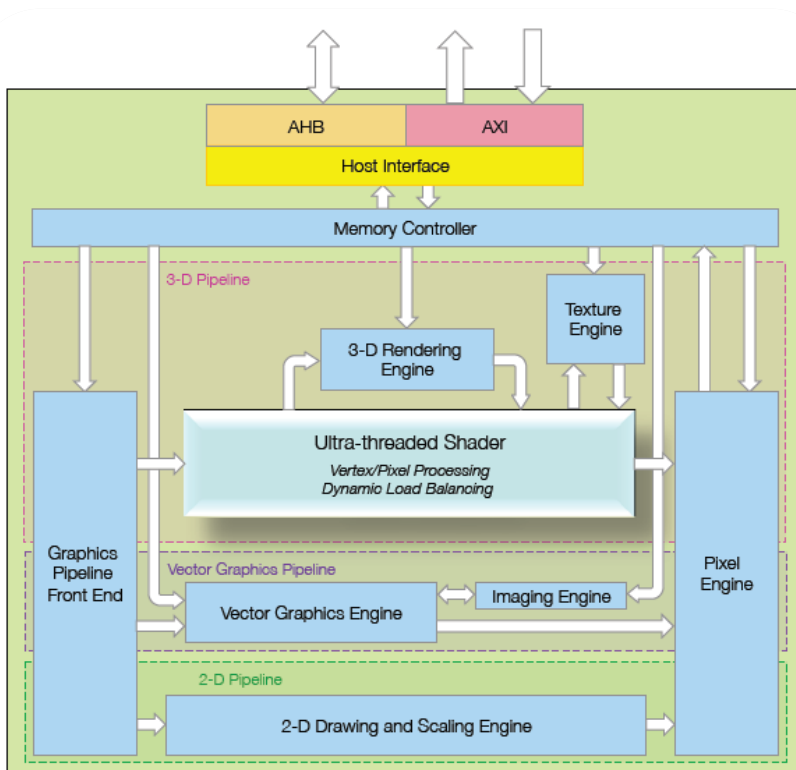 AHB
AXI
Host Interface
Memory Controller
3-D Pipeline
Texture
Engine
3-D Rendering
Engine
Ultra-threaded Shader
Vertex/Pixel Processing
Dynamic Load Balancing
Graphics
Pipeline
Front End
Pixel
Engine
Vector Graphics Pipeline
Vector Graphics Engine
Imaging Engine
2-D Pipeline
2-D Drawing and Scaling Engine